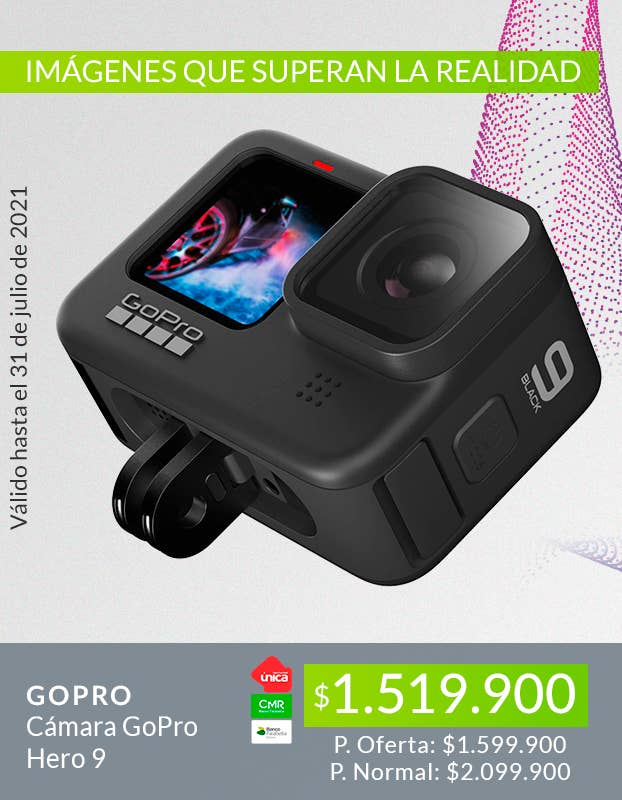 IMÁGENES QUE SUPERAN LA REALIDAD
Válido hasta el 31 de julio de 2021
GoPro
9
BLACK
GOPRO
Cámara GoPro
Hero 9
única
CMR
Banco
Falabella
$1.519.900
P. Oferta: $1.599.900
P. Normal: $2.099.900